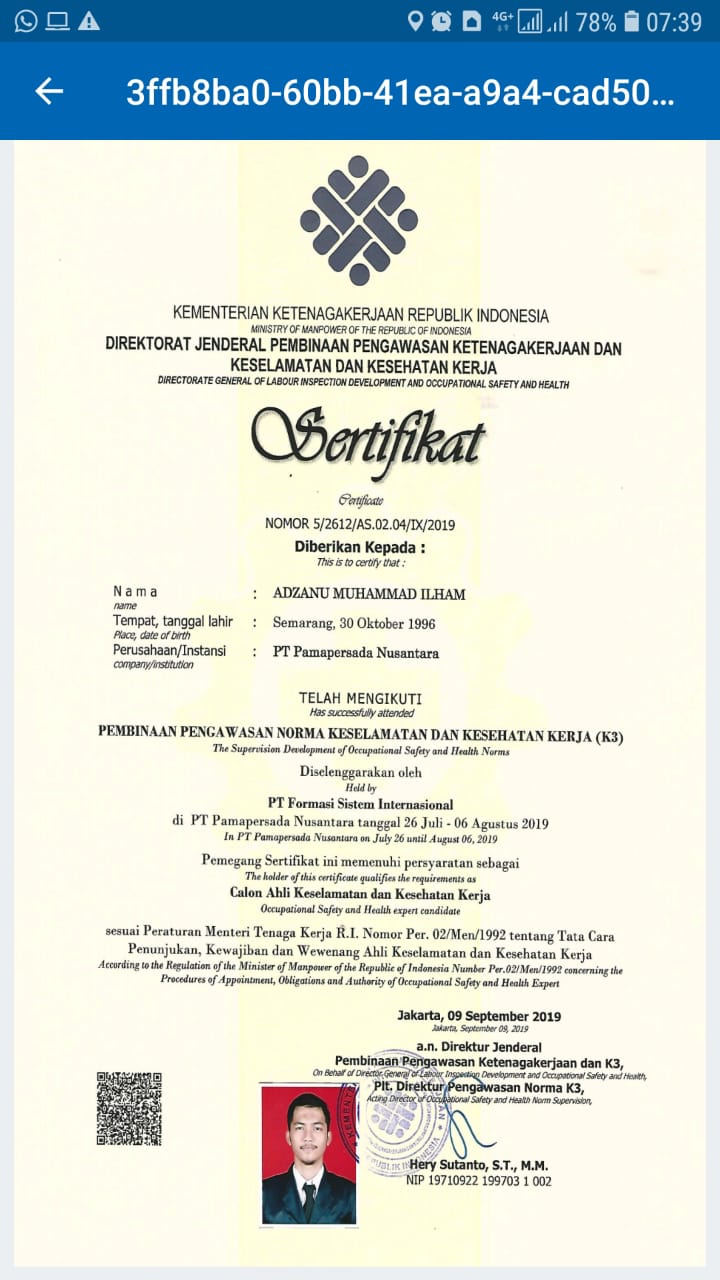 4G+ 78% 07:39
3ffb8ba0-60bb-41ea-a9a4-cad50...
KEMENTERIAN KETENAGAKERJAAN REPUBLIK INDONESIA
MINISTRY OF MANPOWER OF THE REPUBLIC OF INDONESIA
DIREKTORAT JENDERAL PEMBINAAN PENGAWASAN KETENAGAKERJAAN DAN
KESELAMATAN DAN KESEHATAN KERJA
DIRECTORATE GENERAL OF LABOUR INSPECTION DEVELOPMENT AND OCCUPATIONAL SAFETY AND HEALTH
Sertifikat
Certificate
NOMOR 5/2612/AS.02.04/IX/2019
Diberikan Kepada :
This is to certify that :
N a m a : ADZANU MUHAMMAD ILHAM
name
Tempat, tanggal lahir : Semarang, 30 Oktober 1996
Place, date of birth
Perusahaan/Instansi : PT Pamapersada Nusantara
company/institution
TELAH MENGIKUTI
Has successfully attended
PEMBINAAN PENGAWASAN NORMA KESELAMATAN DAN KESEHATAN KERJA (K3)
The Supervision Development of Occupational Safety and Health Norms
Diselenggarakan oleh
Held by
PT Formasi Sistem Internasional
di PT Pamapersada Nusantara tanggal 26 Juli - 06 Agustus 2019
In PT Pamapersada Nusantara on July 26 until August 06, 2019
Pemegang Sertifikat ini memenuhi persyaratan sebagai
The holder of this certificate qualifies the requirements as
Calon Ahli Keselamatan dan Kesehatan Kerja
Occupational Safety and Health expert candidate
sesuai Peraturan Menteri Tenaga Kerja R.I. Nomor Per. 02/Men/1992 tentang Tata Cara
Penunjukan, Kewajiban dan Wewenang Ahli Keselamatan dan Kesehatan Kerja
According to the Regulation of the Minister of Manpower of the Republic of Indonesia Number Per.02/Men/1992 concerning the
Procedures of Appointment, Obligations and Authority of Occupational Safety and Health Expert
Jakarta, 09 September 2019
Jakarta, September 09, 2019
a.n. Direktur Jenderal
Pembinaan Pengawasan Ketenagakerjaan dan K3,
On Behalf of Director General of Labour Inspection Development and Occupational Safety and Health,
Plt. Direktur Pengawasan Norma K3,
Acting Director of Occupational Safety and Health Norm Supervision,
Hery Sutanto, S.T., M.M.
NIP 19710922 199703 1 002